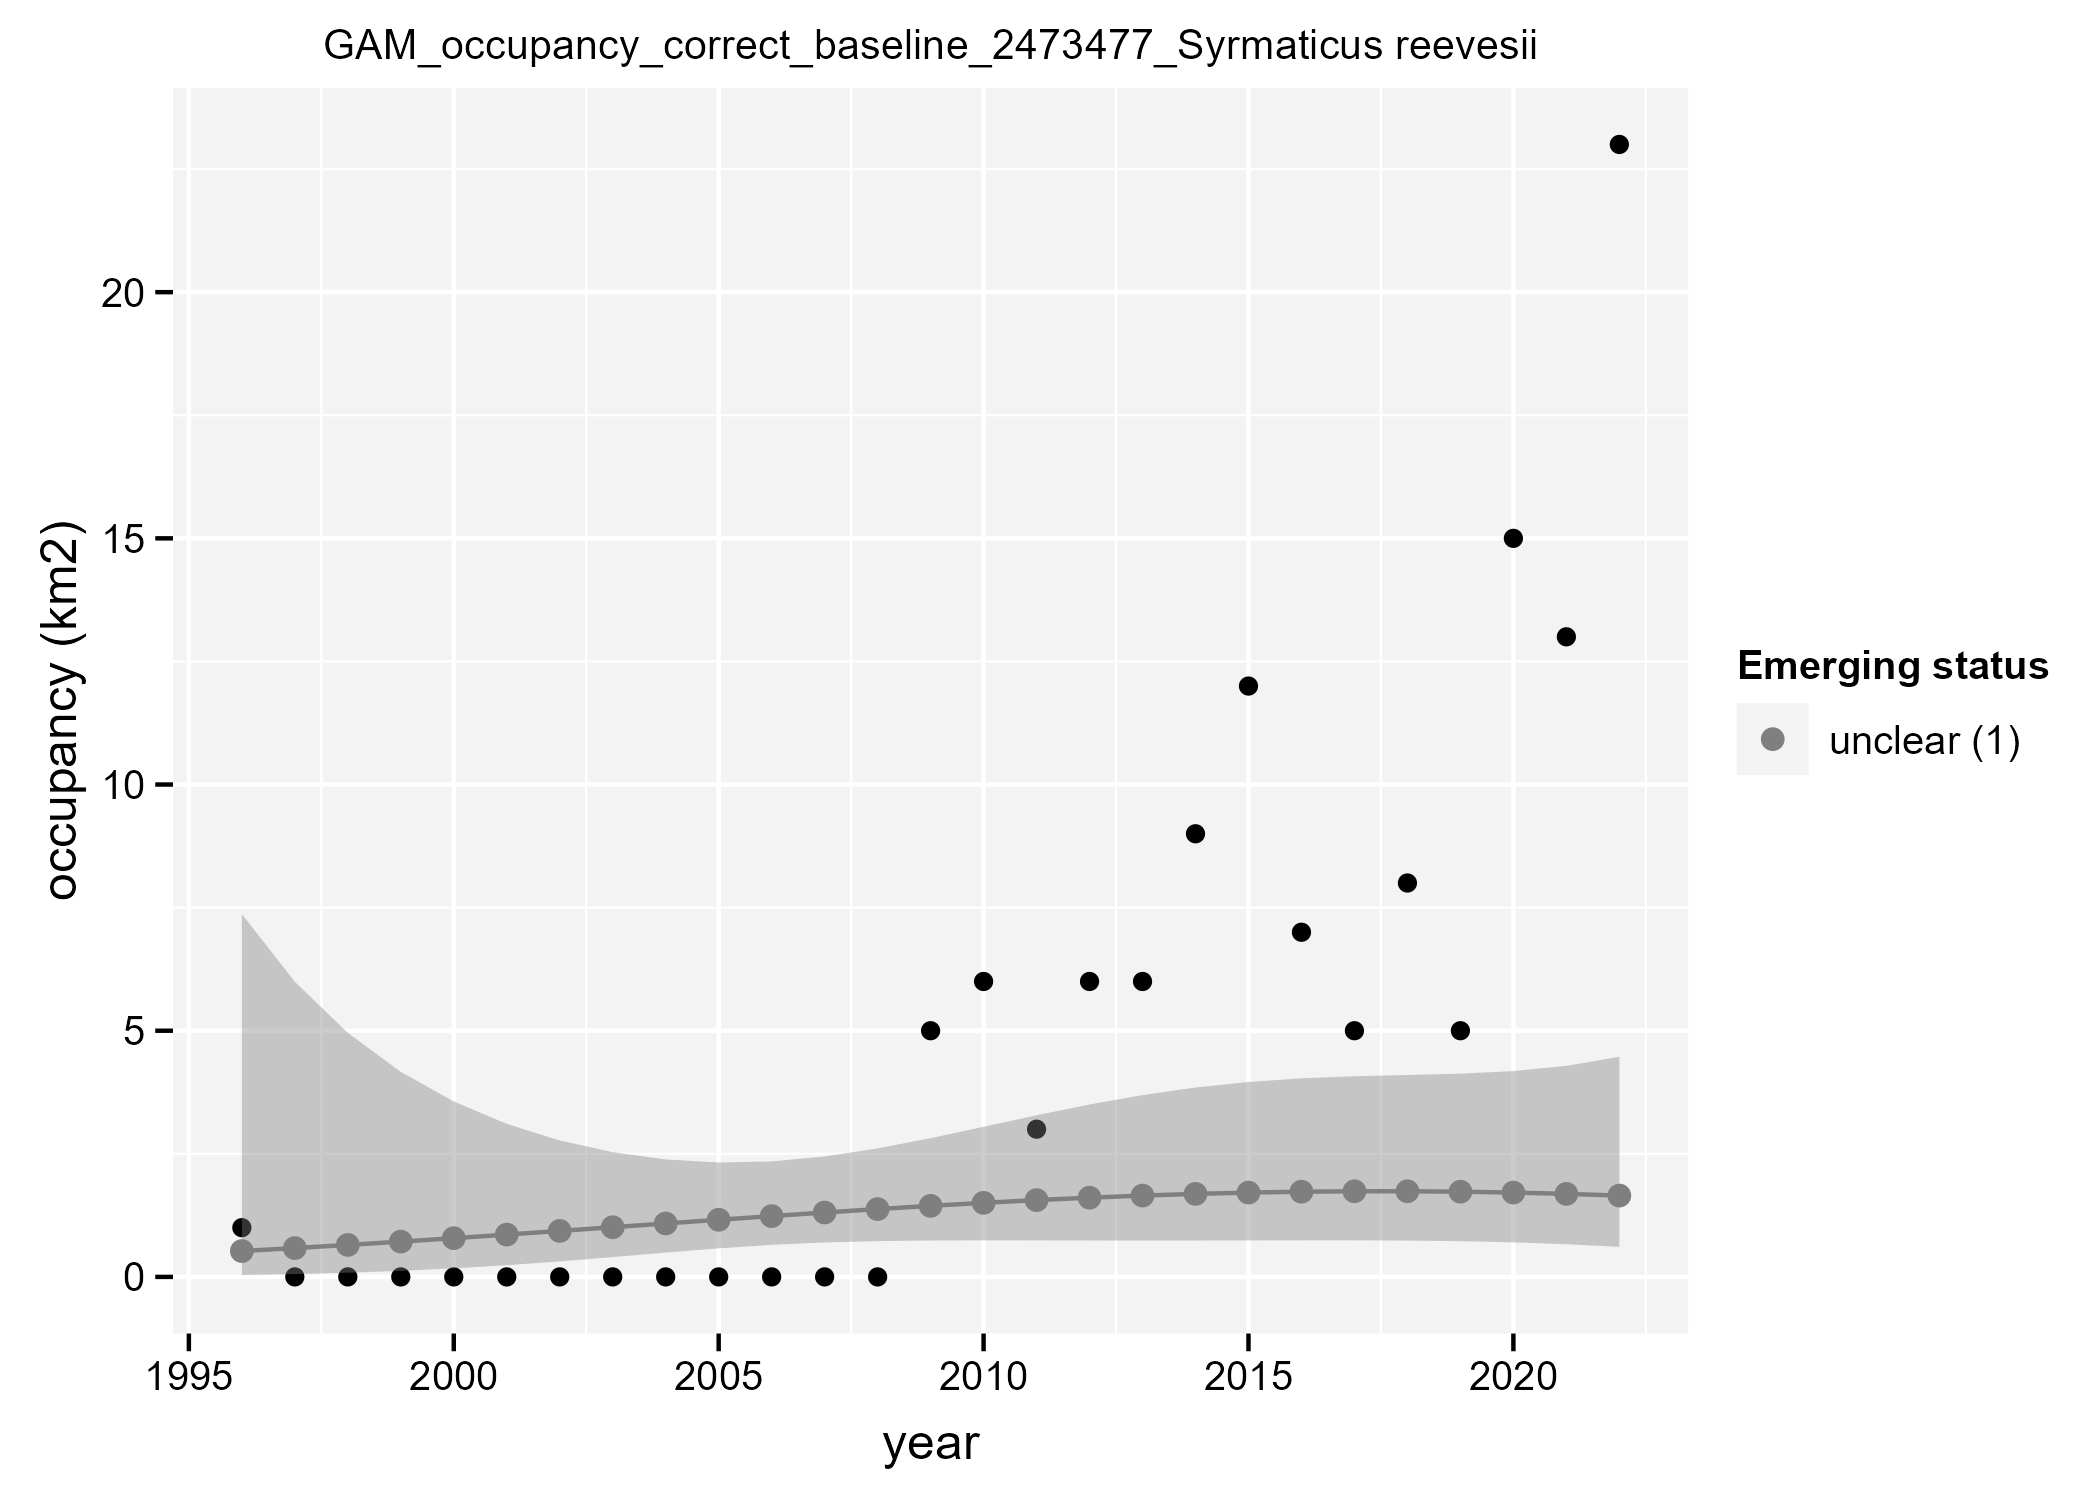 GAM_occupancy_correct_baseline_2473477_Syrmaticus reevesii
occupancy (km2)
20
15
10
5
0
1995 2000 2005 2010 2015 2020
year
Emerging status
unclear (1)